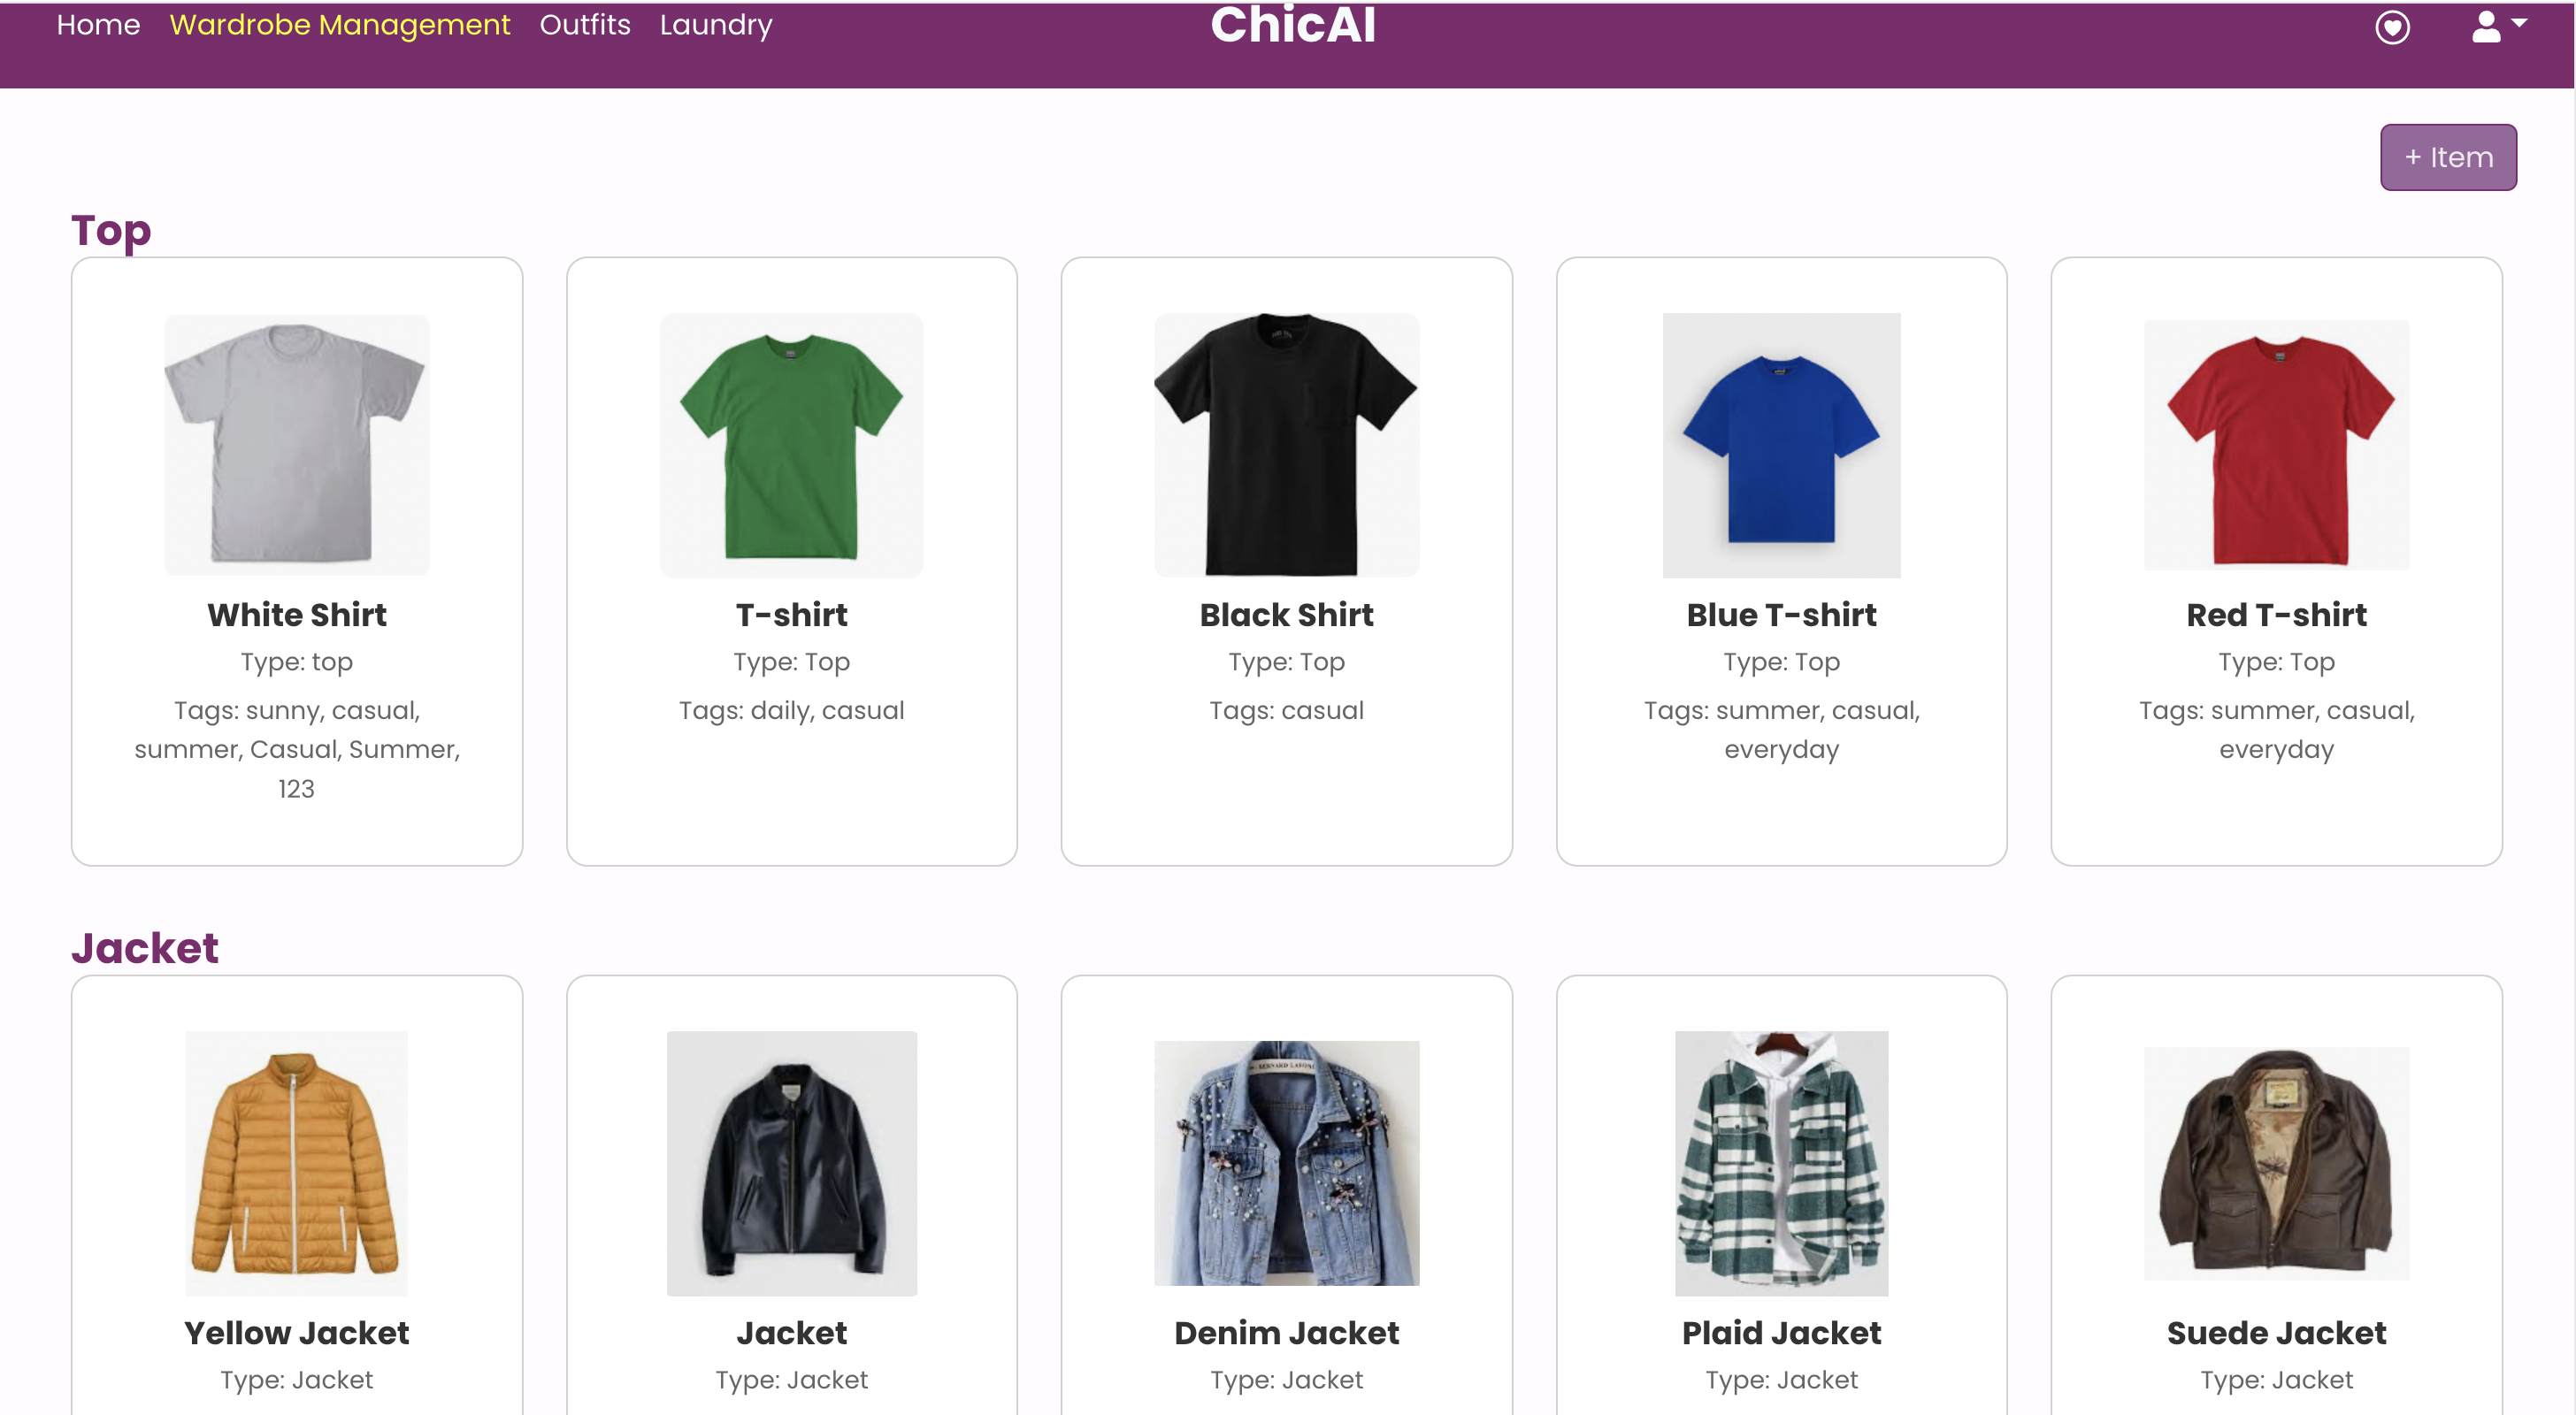 Home Wardrobe Management Outfits Laundry ChicAI
+ Item
Top
White Shirt
Type: top
Tags: sunny, casual,
summer, Casual, Summer,
123
T-shirt
Type: Top
Tags: daily, casual
Black Shirt
Type: Top
Tags: casual
Blue T-shirt
Type: Top
Tags: summer, casual,
everyday
Red T-shirt
Type: Top
Tags: summer, casual,
everyday
Jacket
Yellow Jacket
Type: Jacket
Jacket
Type: Jacket
Denim Jacket
Type: Jacket
Plaid Jacket
Type: Jacket
Suede Jacket
Type: Jacket